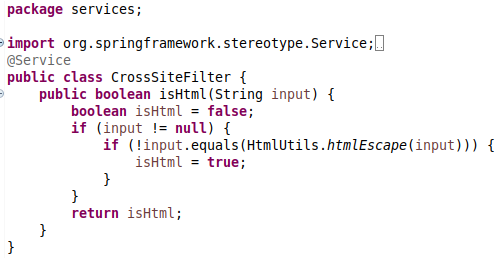 package services;
import org.springframework.stereotype.Service;
@Service
public class CrossSiteFilter {
    public boolean isHtml(String input) {
        boolean isHtml = false;
        if (input != null) {
            if (!input.equals(HtmlUtils.htmlEscape(input))) {
                isHtml = true;
            }
        }
        return isHtml;
    }
}